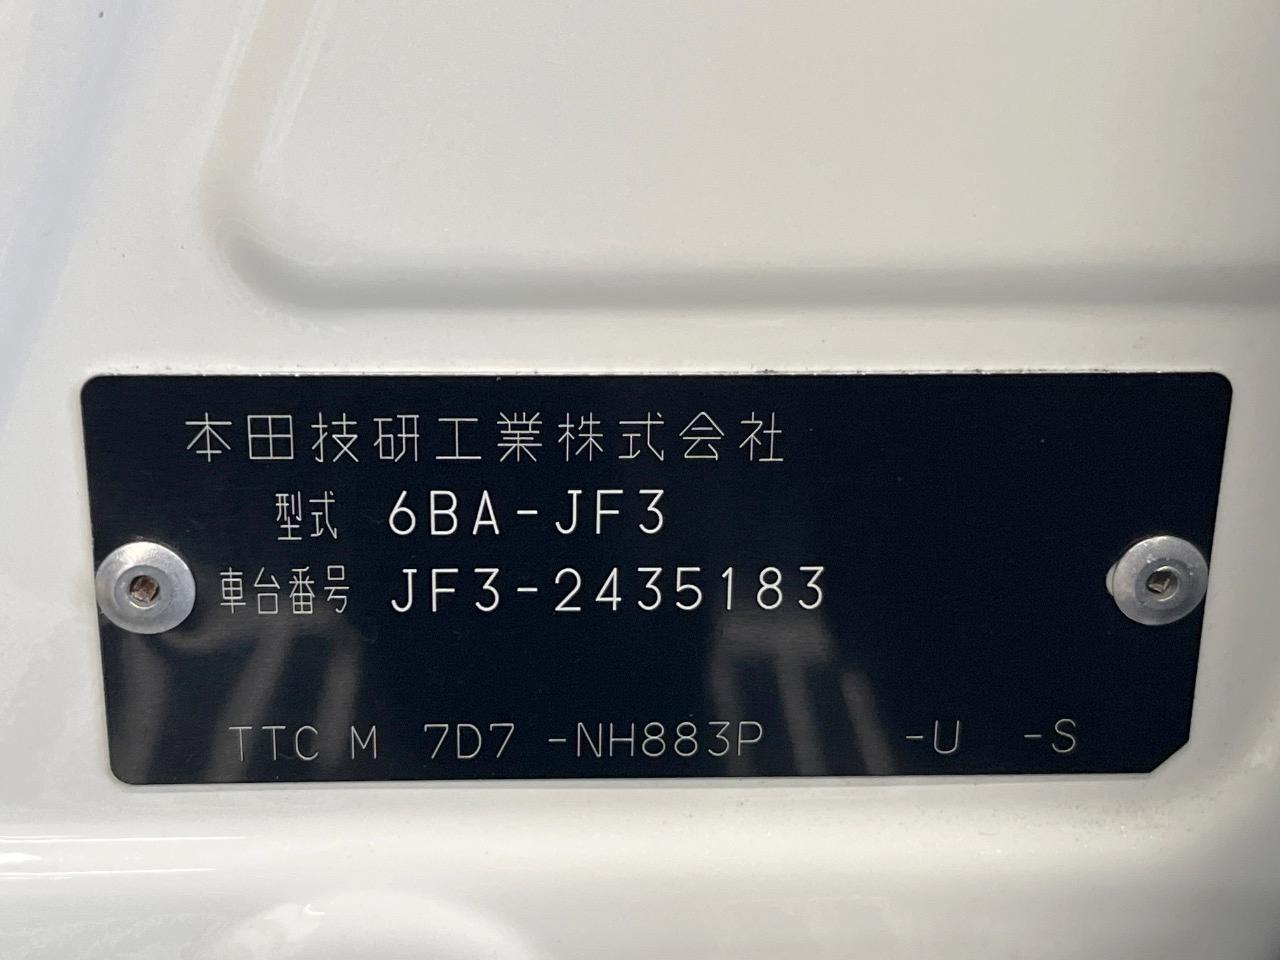 本田技研工業株式会社
型式 6BA-JF3
車台番号 JF3-2435183
TTC M 7D7 -NH883P -U -S